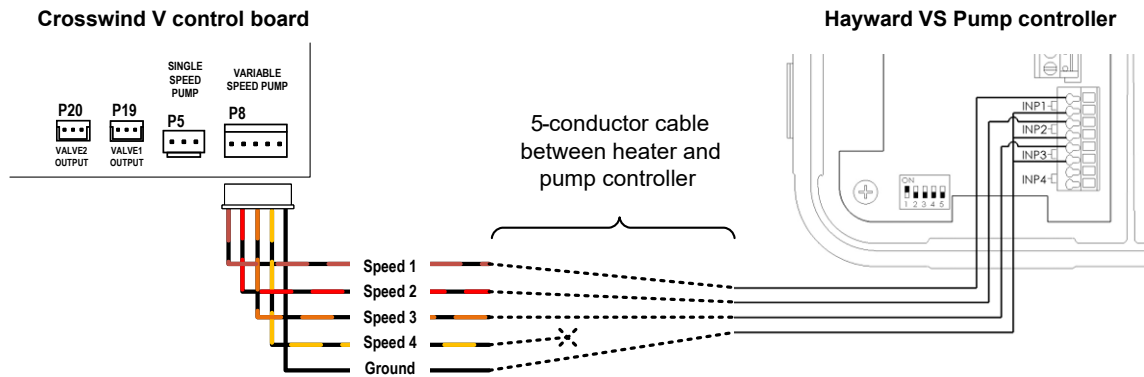 Crosswind V control board
Hayward VS Pump controller
SINGLE
SPEED
PUMP
VARIABLE
SPEED PUMP
P20
P19
P5
P8
VALVE2
OUTPUT
VALVE1
OUTPUT
5-conductor cable
between heater and
pump controller
INP1
INP2
INP3
INP4
ON
1 2 3 4 5
Speed 1
Speed 2
Speed 3
Speed 4
Ground